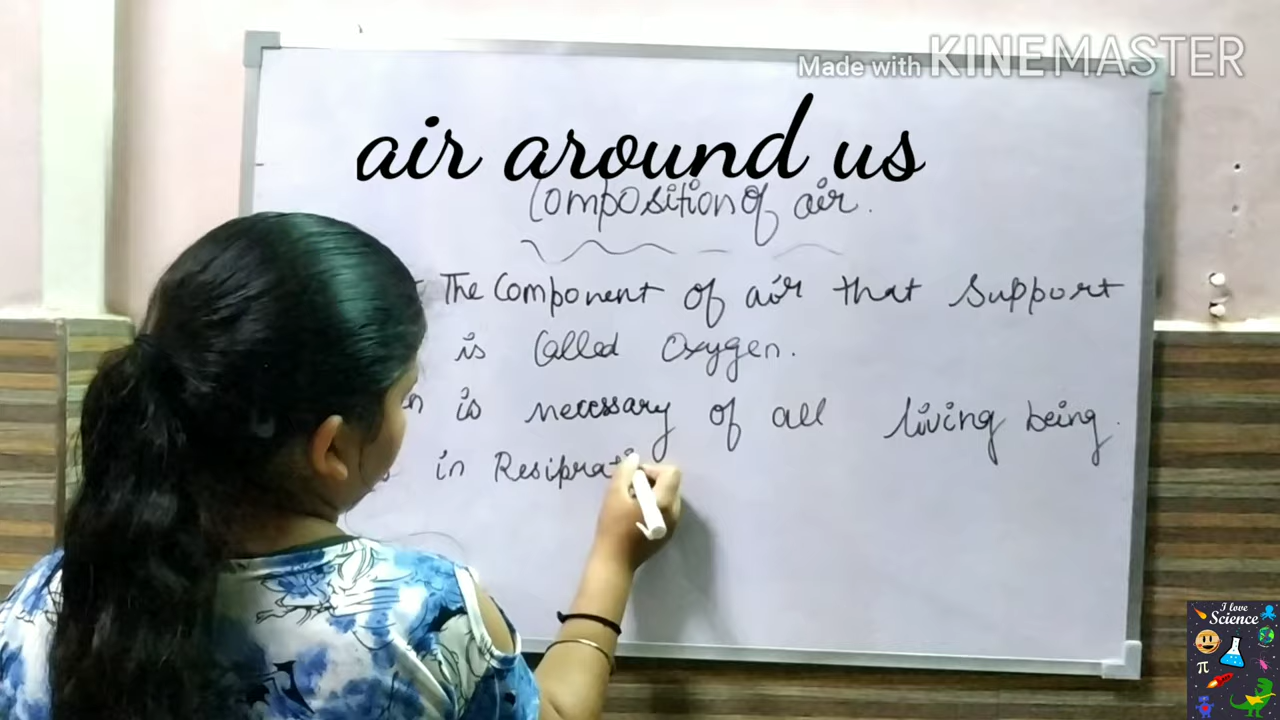 Made with KINEMASTER
air around us
Composition of air.
The Component of air that Support
is Called Oxygen.
is necessary of all living being.
in Resiprati
I love
Science
π